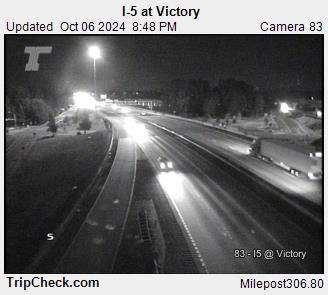 I-5 at Victory
Updated Oct 06 2024 8:48 PM Camera 83
T
S
83 - I5 @ Victory
TripCheck.com Milepost306.80